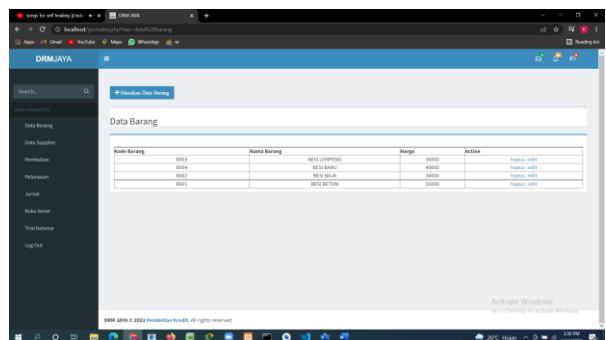 songs for self healing (Indo
DRM JAYA
localhost/
Apps
Gmail
YouTube
Maps
WhatsApp
Reading list
DRMJAYA
Search...
+Masukan Data Barang
Data Barang
Data Barang
Data Supplier
Pembelian
Pelunasan
Jurnal
Buku besar
Trial balance
Log Out
Kode Barang Nama Barang Harga Action
B003 BESI LEMPENG 30000 hapus | edit
B004 BESI BARU 40000 hapus | edit
B002 BESI BAJA 30000 hapus | edit
B001 BESI BETON 55000 hapus | edit
Activate Windows
Go to Settings to activate Windows.
DRM JAYA © 2022 Pembelian Kredit. All rights reserved.
26°C Hujan